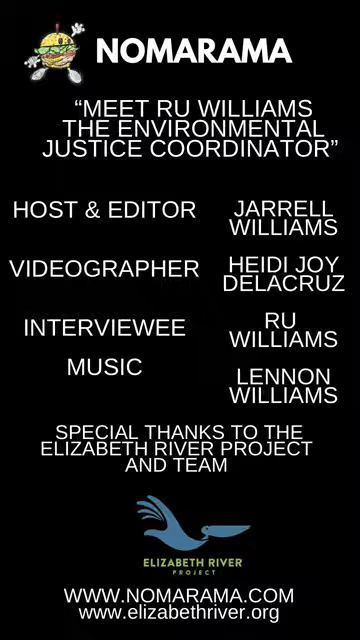 NOMARAMA
“MEET RU WILLIAMS
THE ENVIRONMENTAL
JUSTICE COORDINATOR”
HOST & EDITOR
JARRELL
WILLIAMS
VIDEOGRAPHER
HEIDI JOY
DELACRUZ
INTERVIEWEE
RU
WILLIAMS
MUSIC
LENNON
WILLIAMS
SPECIAL THANKS TO THE
ELIZABETH RIVER PROJECT
AND TEAM
ELIZABETH RIVER
PROJECT
WWW.NOMARAMA.COM
www.elizabethriver.org